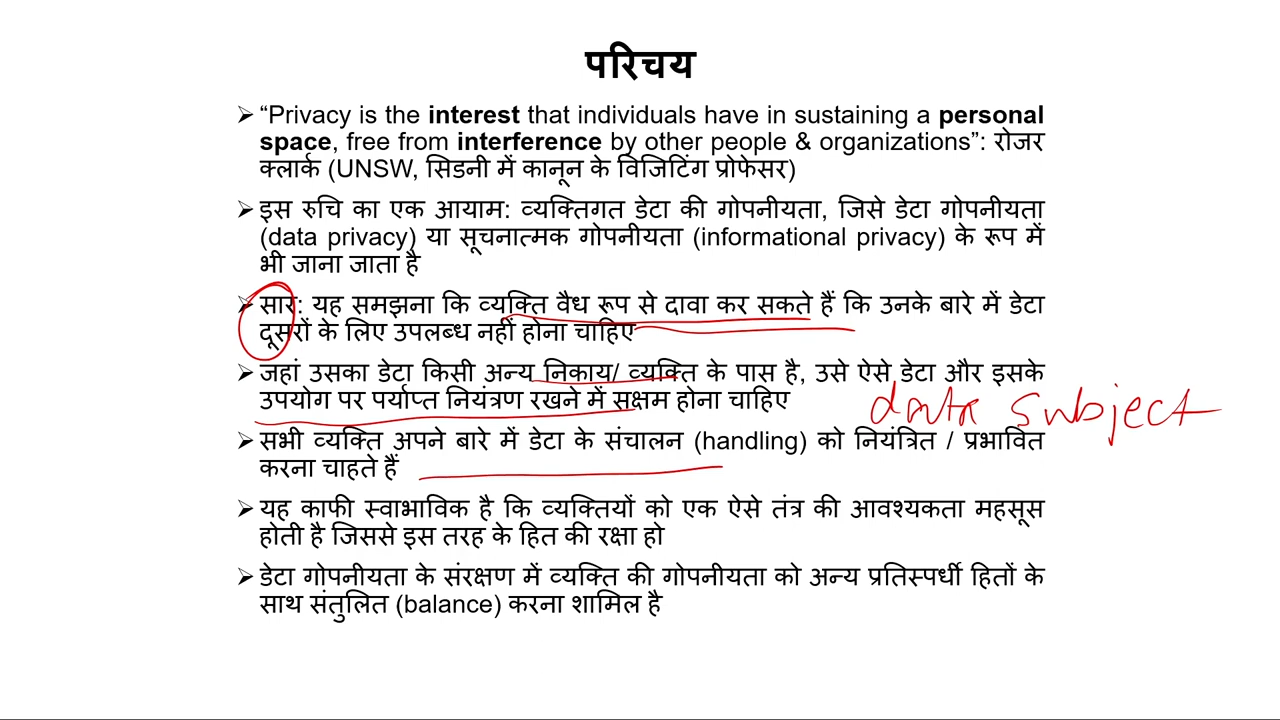 परिचय
➢ “Privacy is the interest that individuals have in sustaining a personal
space, free from interference by other people & organizations”: रोजर
क्लार्क (UNSW, सिडनी में कानून के विजिटिंग प्रोफेसर)
➢ इस रुचि का एक आयाम: व्यक्तिगत डेटा की गोपनीयता, जिसे डेटा गोपनीयता
(data privacy) या सूचनात्मक गोपनीयता (informational privacy) के रूप में
भी जाना जाता है
➢ सार: यह समझना कि व्यक्ति वैध रूप से दावा कर सकते हैं कि उनके बारे में डेटा
दूसरों के लिए उपलब्ध नहीं होना चाहिए
➢ जहां उसका डेटा किसी अन्य निकाय/ व्यक्ति के पास है, उसे ऐसे डेटा और इसके
उपयोग पर पर्याप्त नियंत्रण रखने में सक्षम होना चाहिए
data subject
➢ सभी व्यक्ति अपने बारे में डेटा के संचालन (handling) को नियंत्रित / प्रभावित
करना चाहते हैं
➢ यह काफी स्वाभाविक है कि व्यक्तियों को एक ऐसे तंत्र की आवश्यकता महसूस
होती है जिससे इस तरह के हित की रक्षा हो
➢ डेटा गोपनीयता के संरक्षण में व्यक्ति की गोपनीयता को अन्य प्रतिस्पर्धी हितों के
साथ संतुलित (balance) करना शामिल है